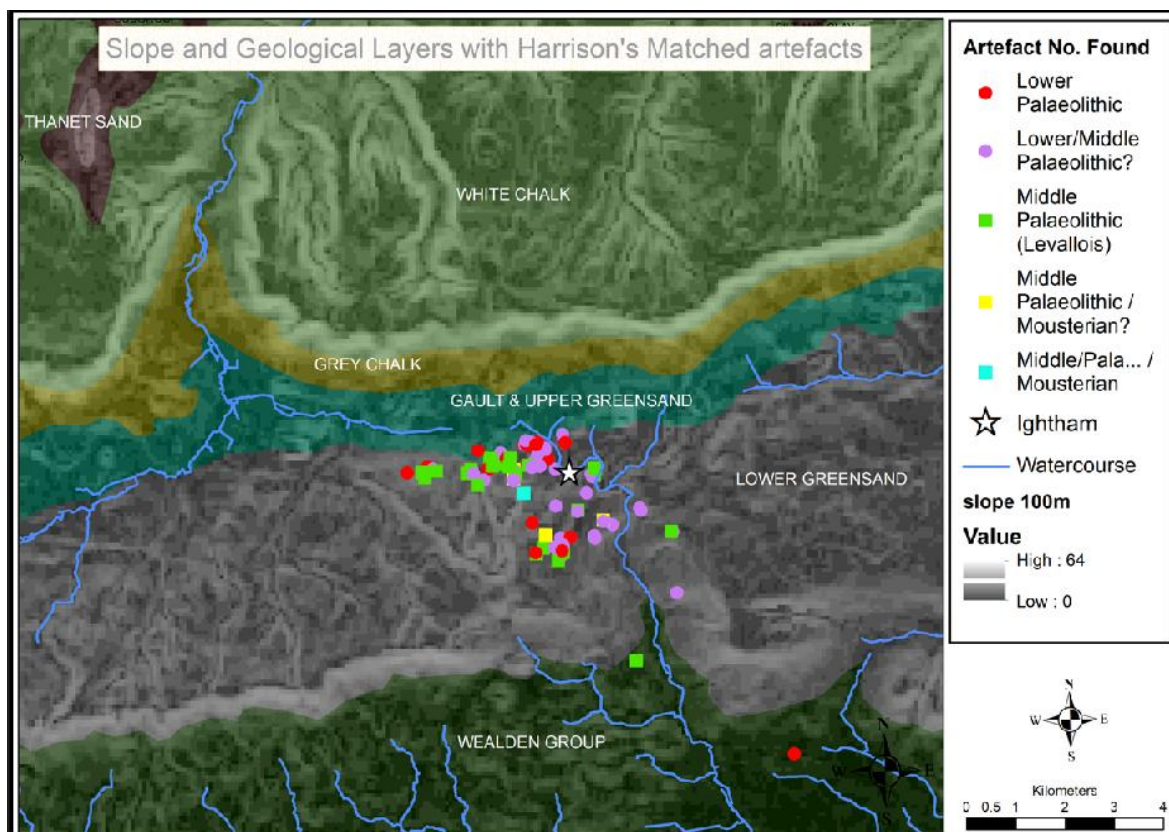 Slope and Geological Layers with Harrison's Matched artefacts
THANET SAND
WHITE CHALK
GREY CHALK
GAULT & UPPER GREENSAND
LOWER GREENSAND
WEALDEN GROUP
N
W E
Artefact No. Found
Lower
Palaeolithic
Lower/Middle
Palaeolithic?
Middle
Palaeolithic
(Levallois)
Middle
Palaeolithic /
Mousterian?
Middle/Pala... /
Mousterian
Ightham
Watercourse
slope 100m
Value
High : 64
Low : 0
N
W E
S
Kilometers
0 0.5 1 2 3 4